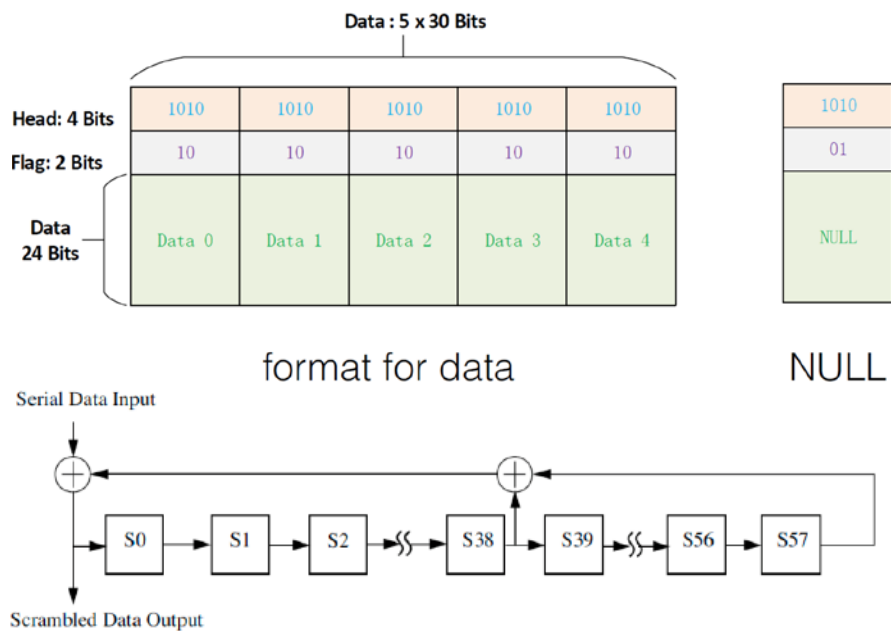 Data : 5 x 30 Bits
Head: 4 Bits
1010 1010 1010 1010 1010
1010
Flag: 2 Bits
10 10 10 10 10
01
Data
24 Bits
Data 0 Data 1 Data 2 Data 3 Data 4
NULL
format for data
NULL
Serial Data Input
S0 S1 S2 S38 S39 S56 S57
Scrambled Data Output